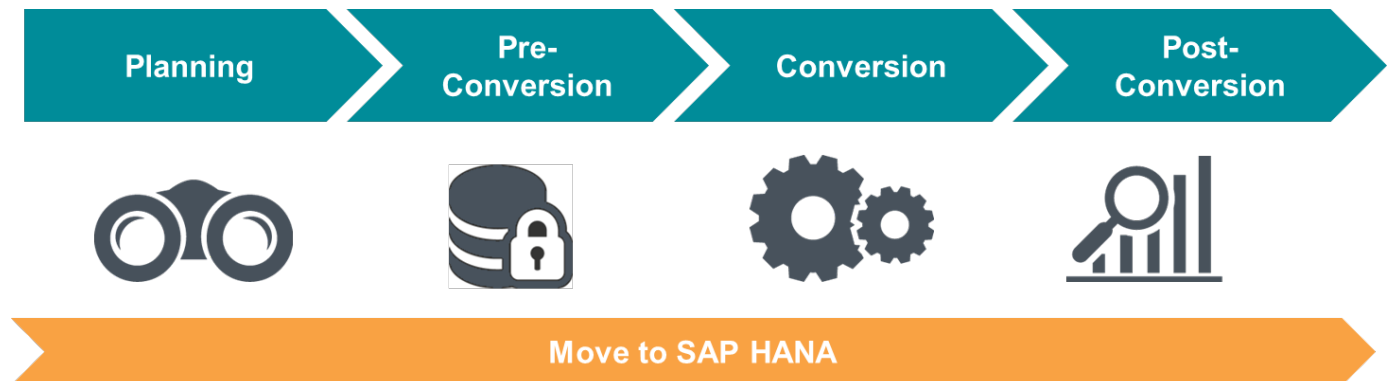 Planning
Pre-
Conversion
Conversion
Post-
Conversion
Move to SAP HANA